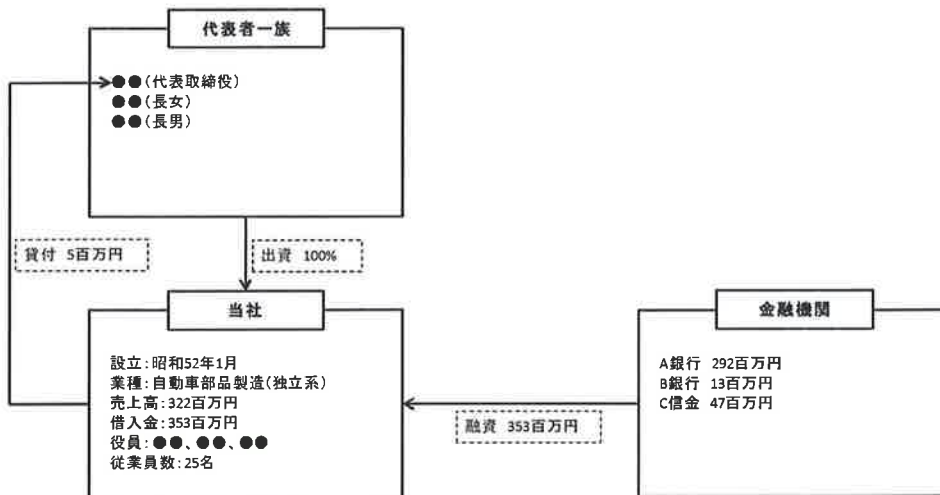 代表者一族
●●(代表取締役)
●●(長女)
●●(長男)
貸付 5百万円
出資 100%
当社
設立:昭和52年1月
業種:自動車部品製造(独立系)
売上高:322百万円
借入金:353百万円
役員:●●、●●、●●
従業員数:25名
融資 353百万円
金融機関
A銀行 292百万円
B銀行 13百万円
C信金 47百万円